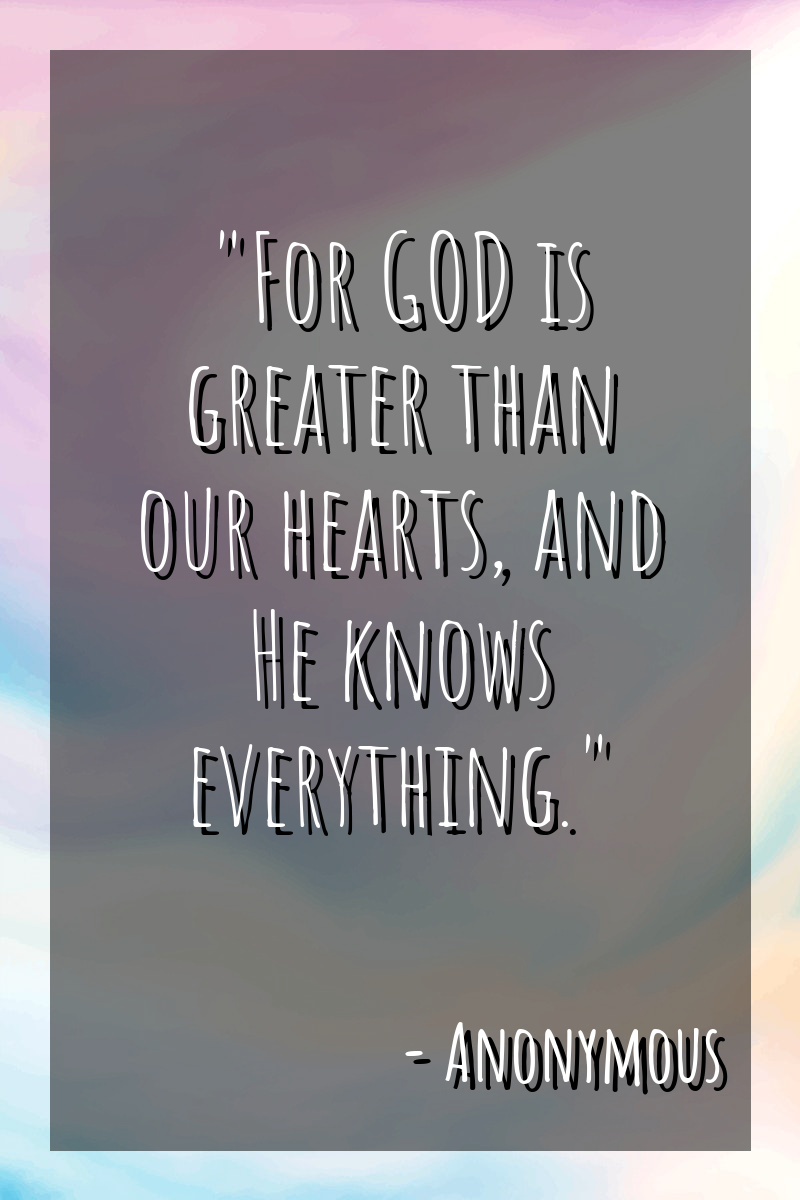 "For GOD is
greater than
our hearts, and
He knows
everything."
- Anonymous